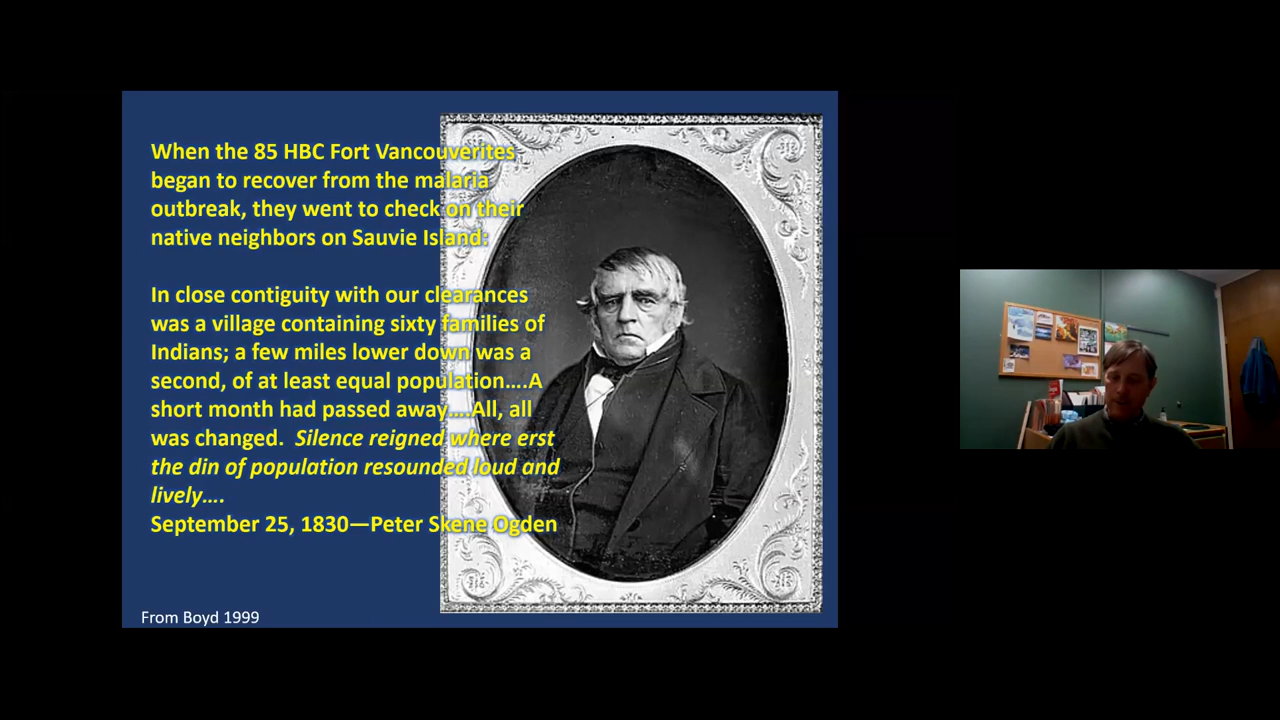 When the 85 HBC Fort Vancouverites
began to recover from the malaria
outbreak, they went to check on their
native neighbors on Sauvie Island:
In close contiguity with our clearances
was a village containing sixty families of
Indians; a few miles lower down was a
second, of at least equal population....A
short month had passed away....All, all
was changed. Silence reigned where erst
the din of population resounded loud and
lively....
September 25, 1830—Peter Skene Ogden
From Boyd 1999